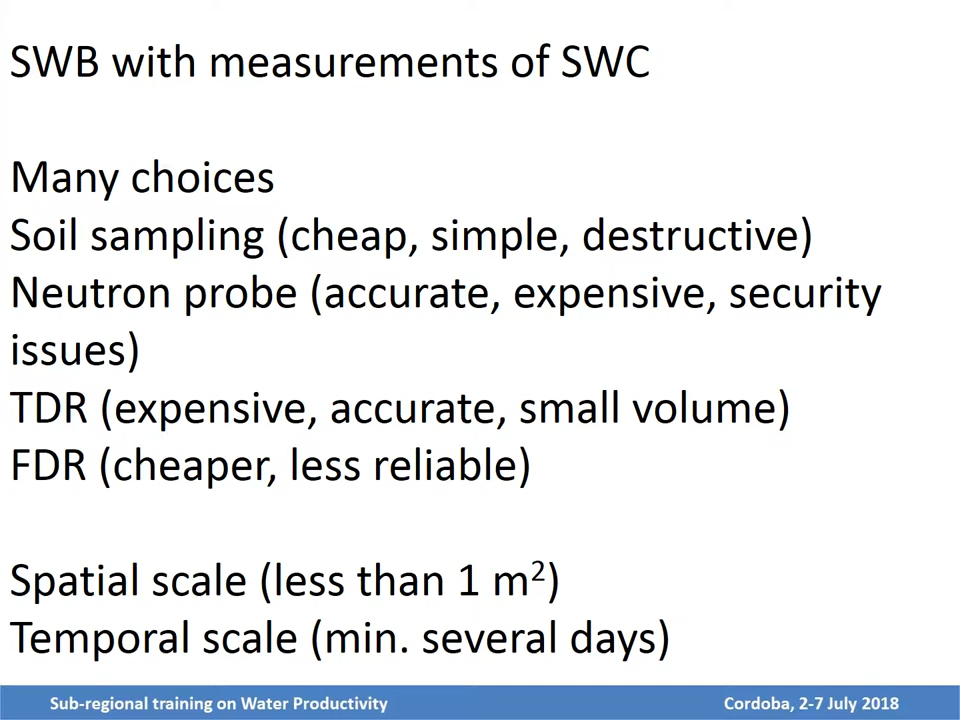 SWB with measurements of SWC
Many choices
Soil sampling (cheap, simple, destructive)
Neutron probe (accurate, expensive, security
issues)
TDR (expensive, accurate, small volume)
FDR (cheaper, less reliable)
Spatial scale (less than 1 m²)
Temporal scale (min. several days)
Sub-regional training on Water Productivity
Cordoba, 2-7 July 2018